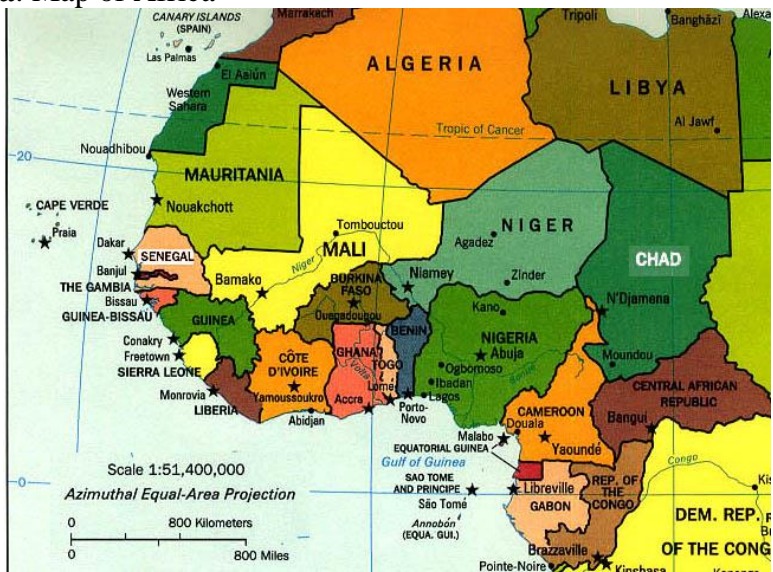 a. Map of Africa
CANARY ISLANDS
(SPAIN)
Marrakech
Tripoli
Banghāzī
Las Palmas
El Aaiún
ALGERIA
LIBYA
Western
Sahara
Al Jawf
Tropic of Cancer
Nouadhibou
20
MAURITANIA
CAPE VERDE
Nouakchott
Praia
Tombouctou
NIGER
Dakar
SENEGAL
MALI
Agadez
CHAD
Banjul
THE GAMBIA
Bamako
Niger
BURKINA
FASO
Niamey
Zinder
Bissau
GUINEA-BISSAU
Ouagadougou
Kano
N'Djamena
GUINEA
BENIN
NIGERIA
Conakry
Freetown
SIERRA LEONE
CÔTE
D'IVOIRE
GHANA
TOGO
Volta
Abuja
Ogbomoso
Benue
Moundou
Monrovia
LIBERIA
Yamoussoukro
Accra
Lomé
Ibadan
Lagos
Porto-
Novo
CENTRAL AFRICAN
REPUBLIC
Abidjan
CAMEROON
Bangui
Malabo
Douala
Yaoundé
EQUATORIAL GUINEA
Gulf of Guinea
Congo
Scale 1:51,400,000
Azimuthal Equal-Area Projection
0
SAO TOME
AND PRINCIPE
São Tomé
Libreville
GABON
REP. OF
THE
CONGO
0
800 Kilometers
0
800 Miles
Annobón
(EQUA. GUI.)
DEM. REP.
OF THE CONG
Brazzaville
Pointe-Noire
Kinshasa